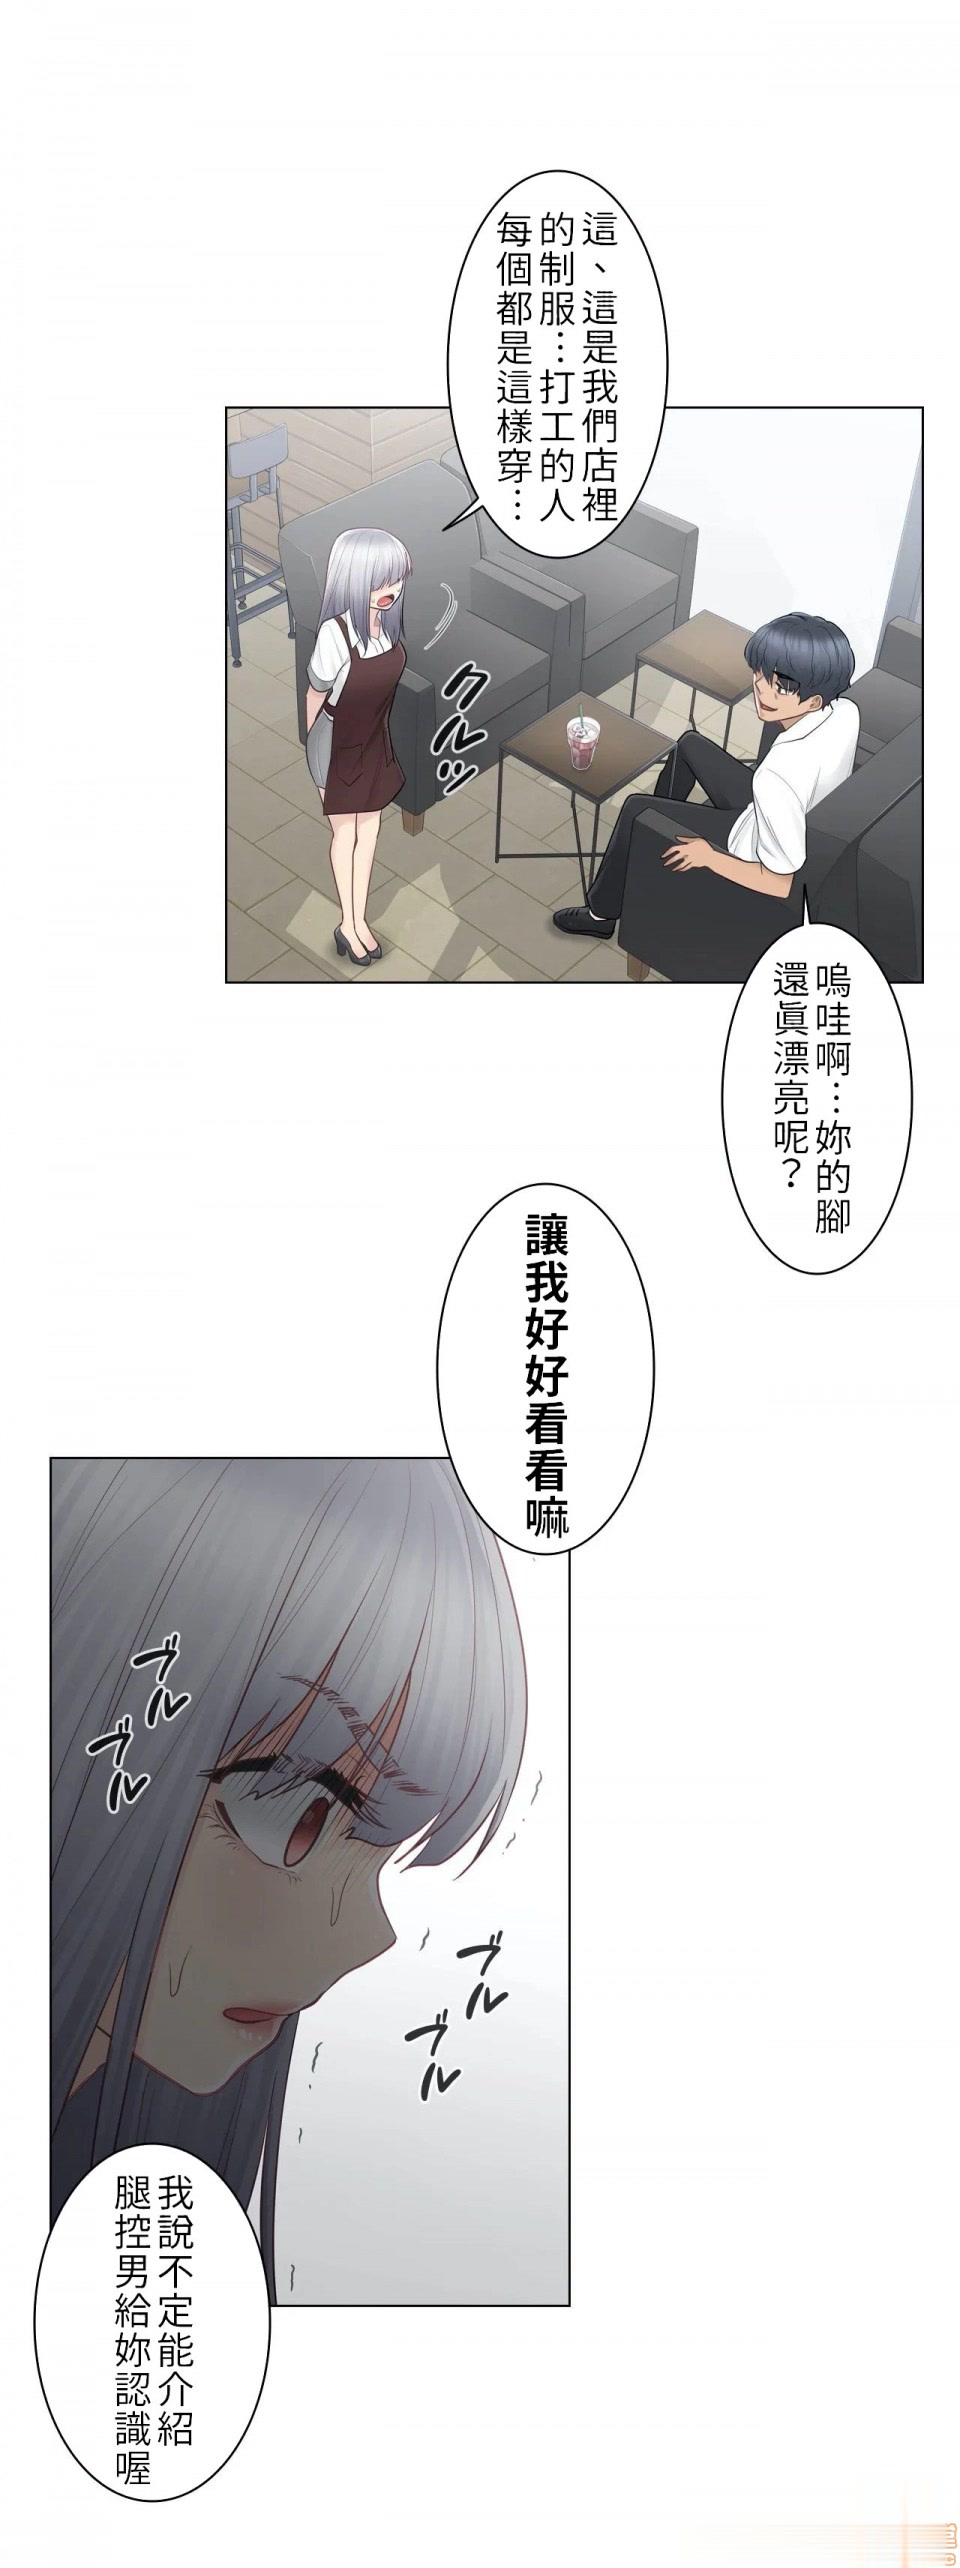 這、這是我們店裡
的制服…打工的人
每個都是這樣穿…
クルッ
嗚哇啊…妳的腳
還真漂亮呢？
讓我好好看看嘛
ブル
ブル
ブル
ブル
我說不定能介紹
腿控男給妳認識喔